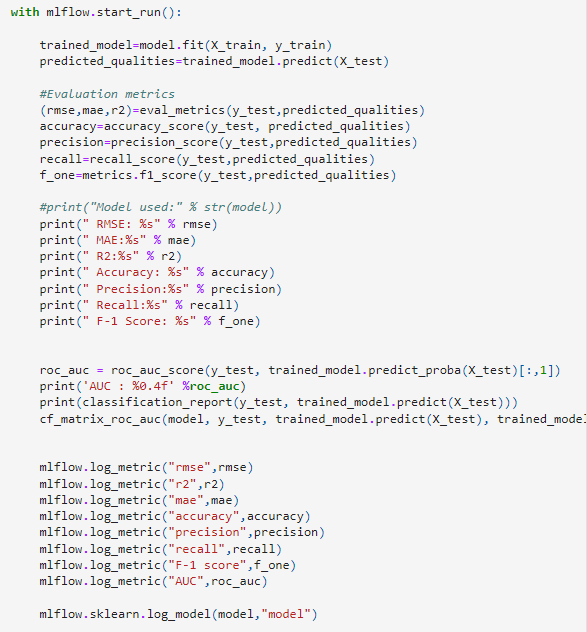 with mlflow.start_run():
trained_model=model.fit(X_train, y_train)
predicted_qualities=trained_model.predict(X_test)
#Evaluation metrics
(rmse,mae,r2)=eval_metrics(y_test,predicted_qualities)
accuracy=accuracy_score(y_test, predicted_qualities)
precision=precision_score(y_test,predicted_qualities)
recall=recall_score(y_test,predicted_qualities)
f_one=metrics.f1_score(y_test,predicted_qualities)
#print("Model used:" % str(model))
print(" RMSE: %s" % rmse)
print(" MAE:%s" % mae)
print(" R2:%s" % r2)
print(" Accuracy: %s" % accuracy)
print(" Precision:%s" % precision)
print(" Recall:%s" % recall)
print(" F-1 Score: %s" % f_one)
roc_auc = roc_auc_score(y_test, trained_model.predict_proba(X_test)[:,1])
print('AUC : %0.4f' %roc_auc)
print(classification_report(y_test, trained_model.predict(X_test)))
cf_matrix_roc_auc(model, y_test, trained_model.predict(X_test), trained_model
mlflow.log_metric("rmse",rmse)
mlflow.log_metric("r2",r2)
mlflow.log_metric("mae",mae)
mlflow.log_metric("accuracy",accuracy)
mlflow.log_metric("precision",precision)
mlflow.log_metric("recall",recall)
mlflow.log_metric("F-1 score",f_one)
mlflow.log_metric("AUC",roc_auc)
mlflow.sklearn.log_model(model,"model")